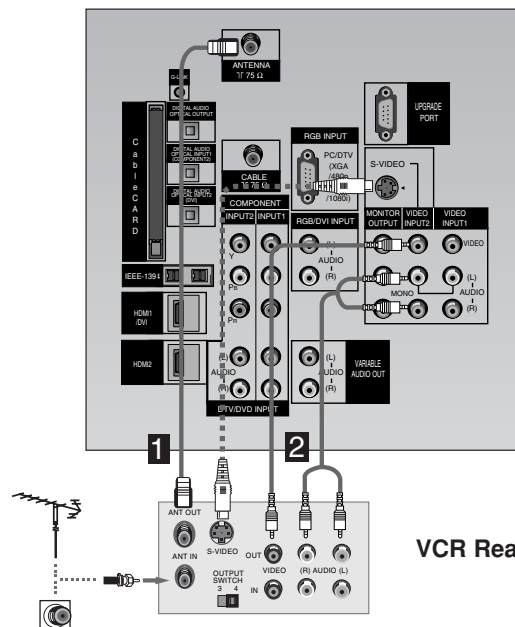 ANTENNA
75 Ω
G-LINK
DIGITAL AUDIO
OPTICAL OUTPUT
DIGITAL AUDIO
OPTICAL INPUT1
(COMPONENT2)
DIGITAL AUDIO
OPTICAL INPUT2
(DVI)
CableCARD
CABLE
75 Ω
RGB INPUT
PC/DTV
(XGA
/480p
/1080i)
UPGRADE
PORT
S-VIDEO
COMPONENT
INPUT2 INPUT1
RGB/DVI INPUT
MONITOR
OUTPUT
VIDEO
INPUT2
VIDEO
INPUT1
VIDEO
Y
PB
PR
(L)
AUDIO
(R)
MONO
(L)
AUDIO
(R)
IEEE-1394
HDMI1
/DVI
HDMI2
(L)
AUDIO
(R)
DTV/DVD INPUT
(L)
AUDIO
(R)
VARIABLE
AUDIO OUT
1
2
ANT OUT
ANT IN
S-VIDEO
OUTPUT
SWITCH
3 4
OUT
VIDEO
IN
(R) AUDIO (L)
VCR Rea